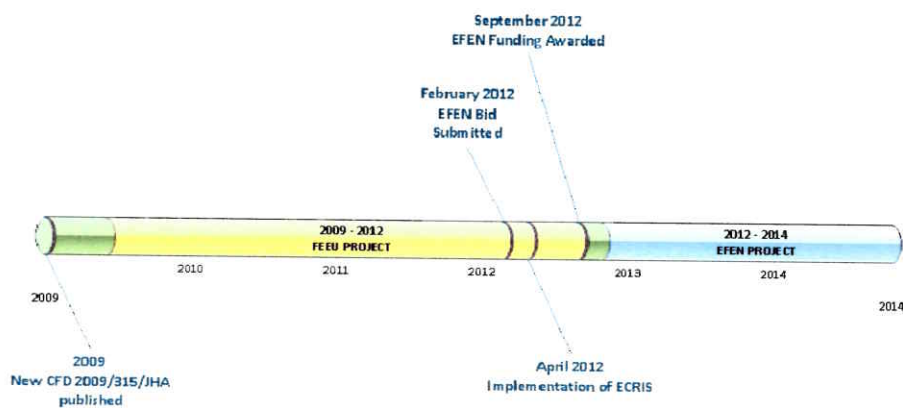 September 2012
EFEN Funding Awarded
February 2012
EFEN Bid
Submitted
2009 - 2012
FEEU PROJECT
2012 - 2014
EFEN PROJECT
2010
2011
2012
2013
2014
2009
2014
2009
New CFD 2009/315/JHA
published
April 2012
Implementation of ECRIS